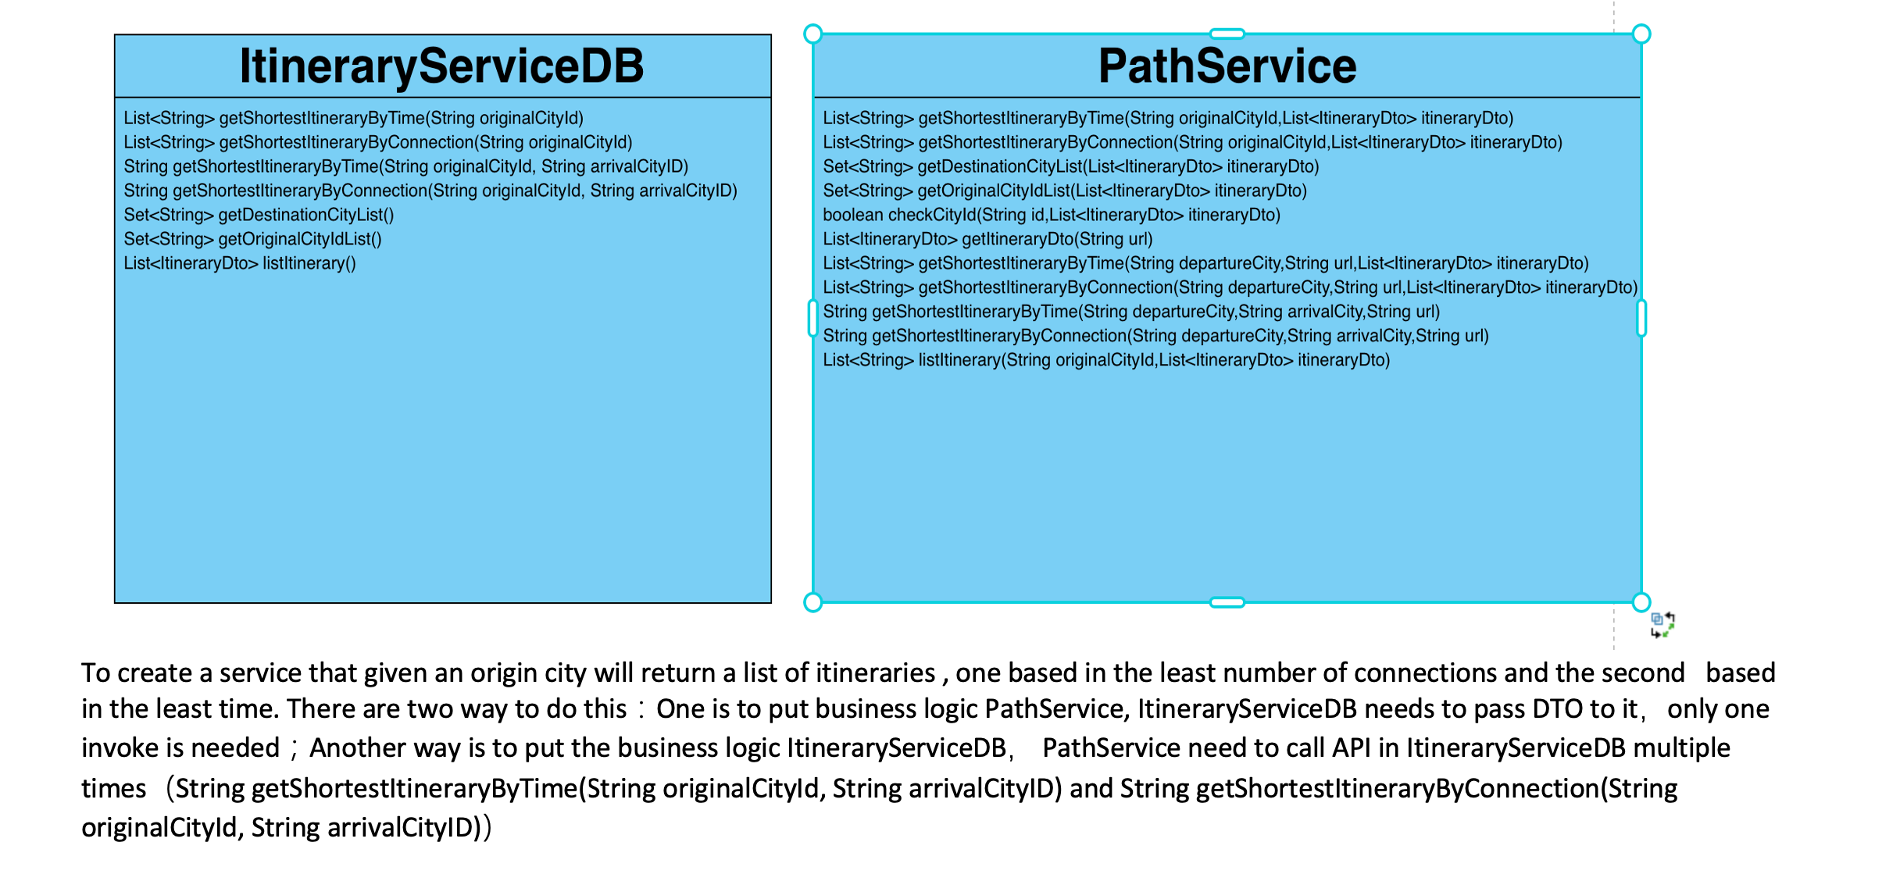 ItineraryServiceDB
List<String> getShortestItineraryByTime(String originalCityId)
List<String> getShortestItineraryByConnection(String originalCityId)
String getShortestItineraryByTime(String originalCityId, String arrivalCityID)
String getShortestItineraryByConnection(String originalCityId, String arrivalCityID)
Set<String> getDestinationCityList()
Set<String> getOriginalCityIdList()
List<ItineraryDto> listItinerary()
PathService
List<String> getShortestItineraryByTime(String originalCityId,List<ItineraryDto> itineraryDto)
List<String> getShortestItineraryByConnection(String originalCityId,List<ItineraryDto> itineraryDto)
Set<String> getDestinationCityList(List<ItineraryDto> itineraryDto)
Set<String> getOriginalCityIdList(List<ItineraryDto> itineraryDto)
boolean checkCityId(String id,List<ItineraryDto> itineraryDto)
List<ItineraryDto> getItineraryDto(String url)
List<String> getShortestItineraryByTime(String departureCity,String url,List<ItineraryDto> itineraryDto)
List<String> getShortestItineraryByConnection(String departureCity,String url,List<ItineraryDto> itineraryDto)
String getShortestItineraryByTime(String departureCity,String arrivalCity,String url)
String getShortestItineraryByConnection(String departureCity,String arrivalCity,String url)
List<String> listItinerary(String originalCityId,List<ItineraryDto> itineraryDto)
To create a service that given an origin city will return a list of itineraries , one based in the least number of connections and the second based
in the least time. There are two way to do this：One is to put business logic PathService, ItineraryServiceDB needs to pass DTO to it， only one
invoke is needed；Another way is to put the business logic ItineraryServiceDB， PathService need to call API in ItineraryServiceDB multiple
times（String getShortestItineraryByTime(String originalCityId, String arrivalCityID) and String getShortestItineraryByConnection(String
originalCityId, String arrivalCityID)）